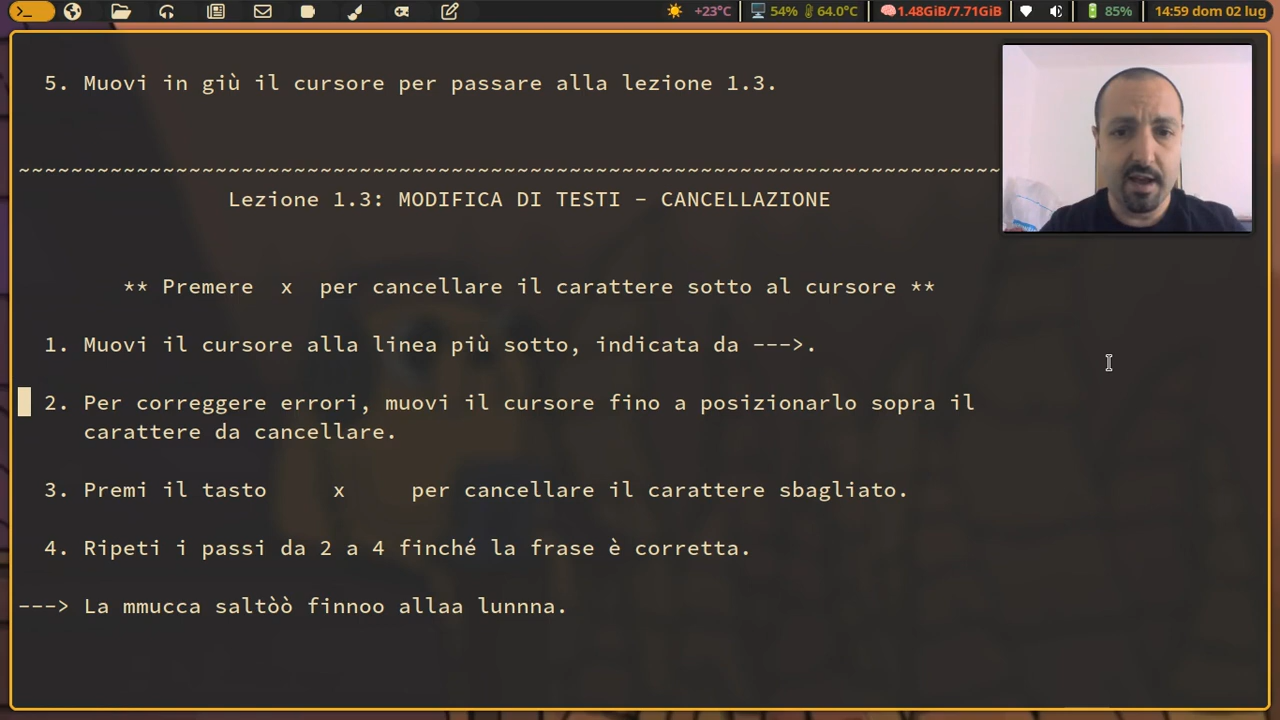 +23°C 54% 64.0°C 1.48GiB/7.71GiB 85% 14:59 dom 02 lug
5. Muovi in giù il cursore per passare alla lezione 1.3.
~~~~~~~~~~~~~~~~~~~~~~~~~~~~~~~~~~~~~~~~~~~~~~~~~~~~~~~~~~~~~~~~~~~~~~~~~~~
Lezione 1.3: MODIFICA DI TESTI - CANCELLAZIONE
** Premere  x  per cancellare il carattere sotto al cursore **
1. Muovi il cursore alla linea più sotto, indicata da --->.
2. Per correggere errori, muovi il cursore fino a posizionarlo sopra il
carattere da cancellare.
3. Premi il tasto     x     per cancellare il carattere sbagliato.
4. Ripeti i passi da 2 a 4 finché la frase è corretta.
---> La mmucca saltòò finnoo allaa lunnna.